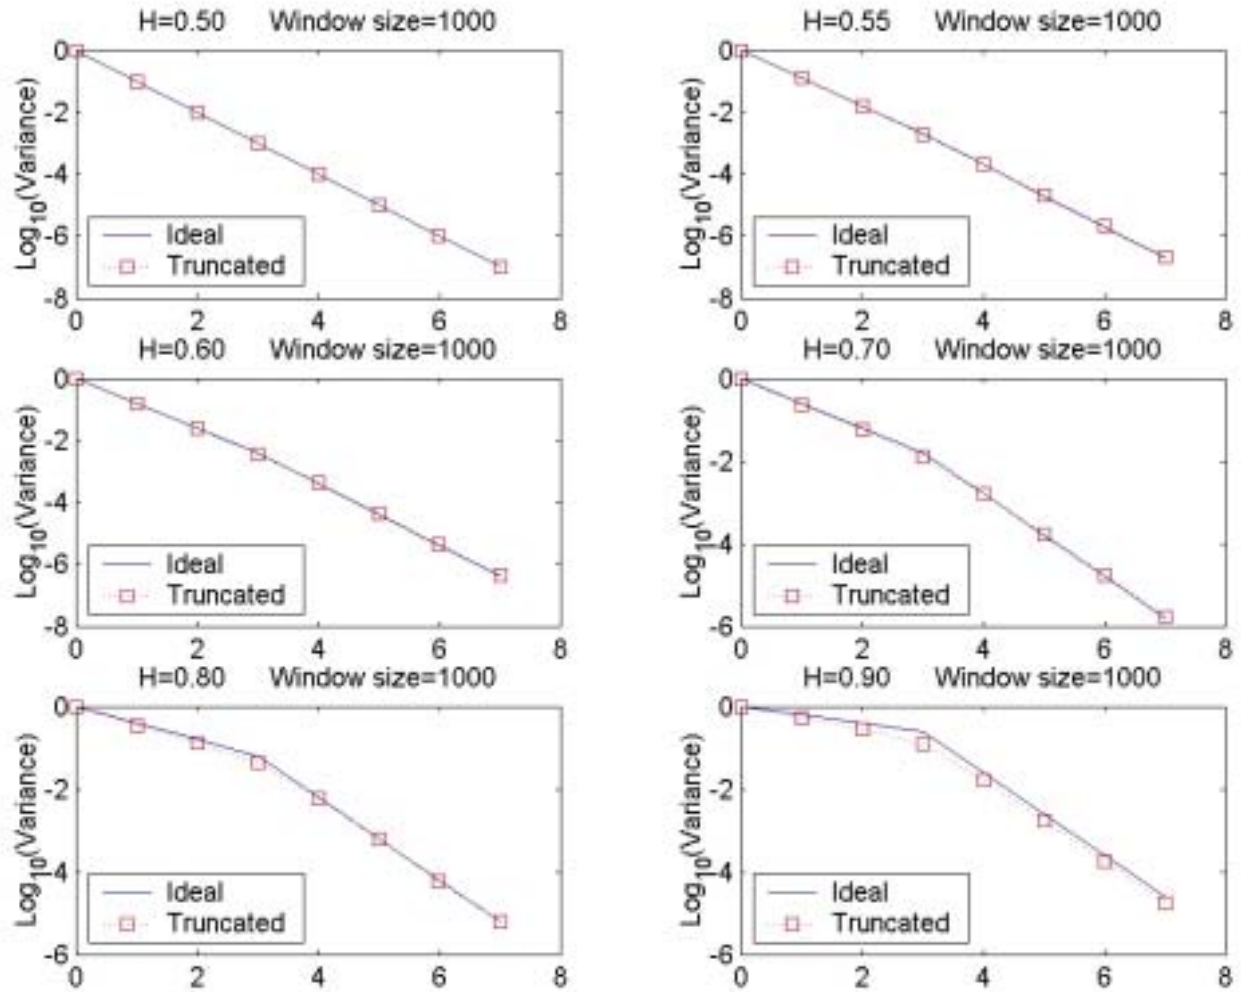 H=0.50 Window size=1000
0
-2
-4
-6
-8
Log10(Variance)
Ideal
Truncated
0 2 4 6 8
H=0.55 Window size=1000
0
-2
-4
-6
-8
Log10(Variance)
Ideal
Truncated
0 2 4 6 8
H=0.60 Window size=1000
0
-2
-4
-6
-8
Log10(Variance)
Ideal
Truncated
0 2 4 6 8
H=0.70 Window size=1000
0
-2
-4
-6
Log10(Variance)
Ideal
Truncated
0 2 4 6 8
H=0.80 Window size=1000
0
-2
-4
-6
Log10(Variance)
Ideal
Truncated
0 2 4 6 8
H=0.90 Window size=1000
0
-2
-4
-6
Log10(Variance)
Ideal
Truncated
0 2 4 6 8